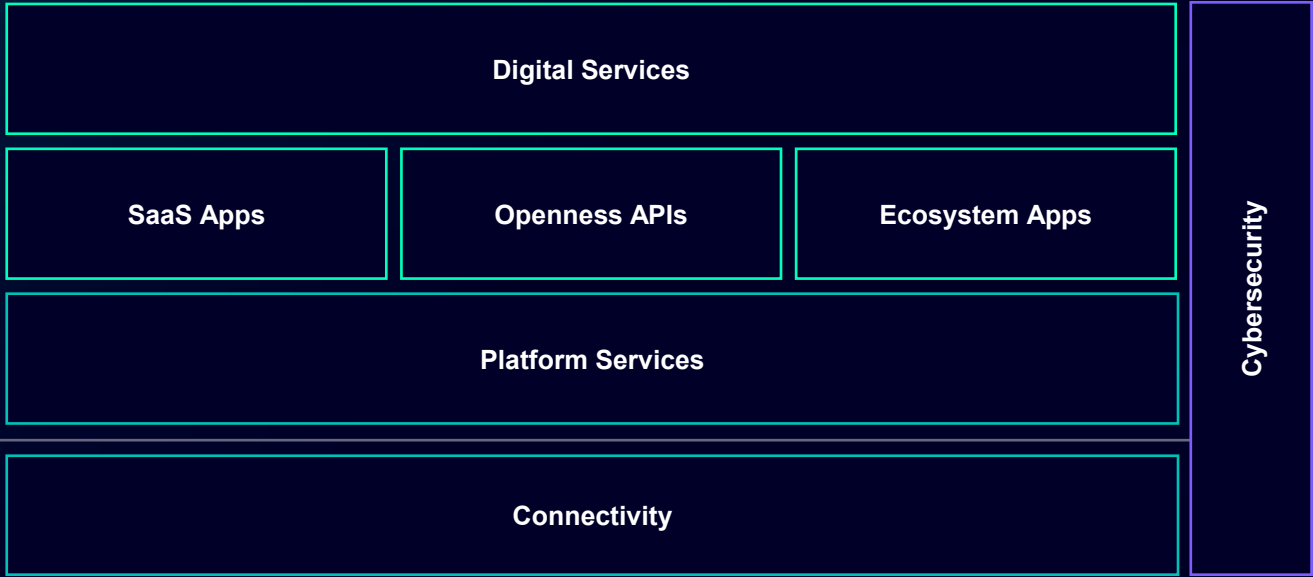 Digital Services
SaaS Apps
Openness APIs
Ecosystem Apps
Platform Services
Connectivity
Cybersecurity